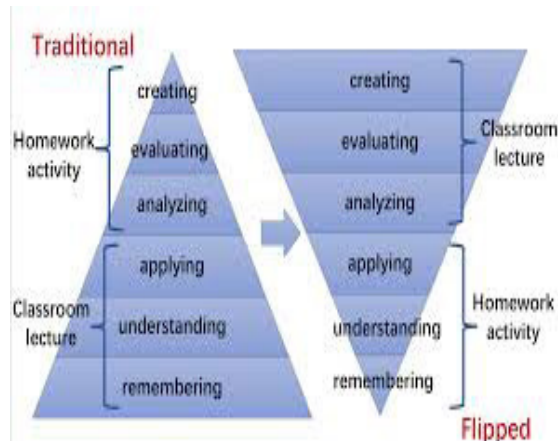 Traditional
creating
evaluating
analyzing
applying
understanding
remembering
Homework
activity
Classroom
lecture
creating
evaluating
analyzing
applying
understanding
remembering
Classroom
lecture
Homework
activity
Flipped